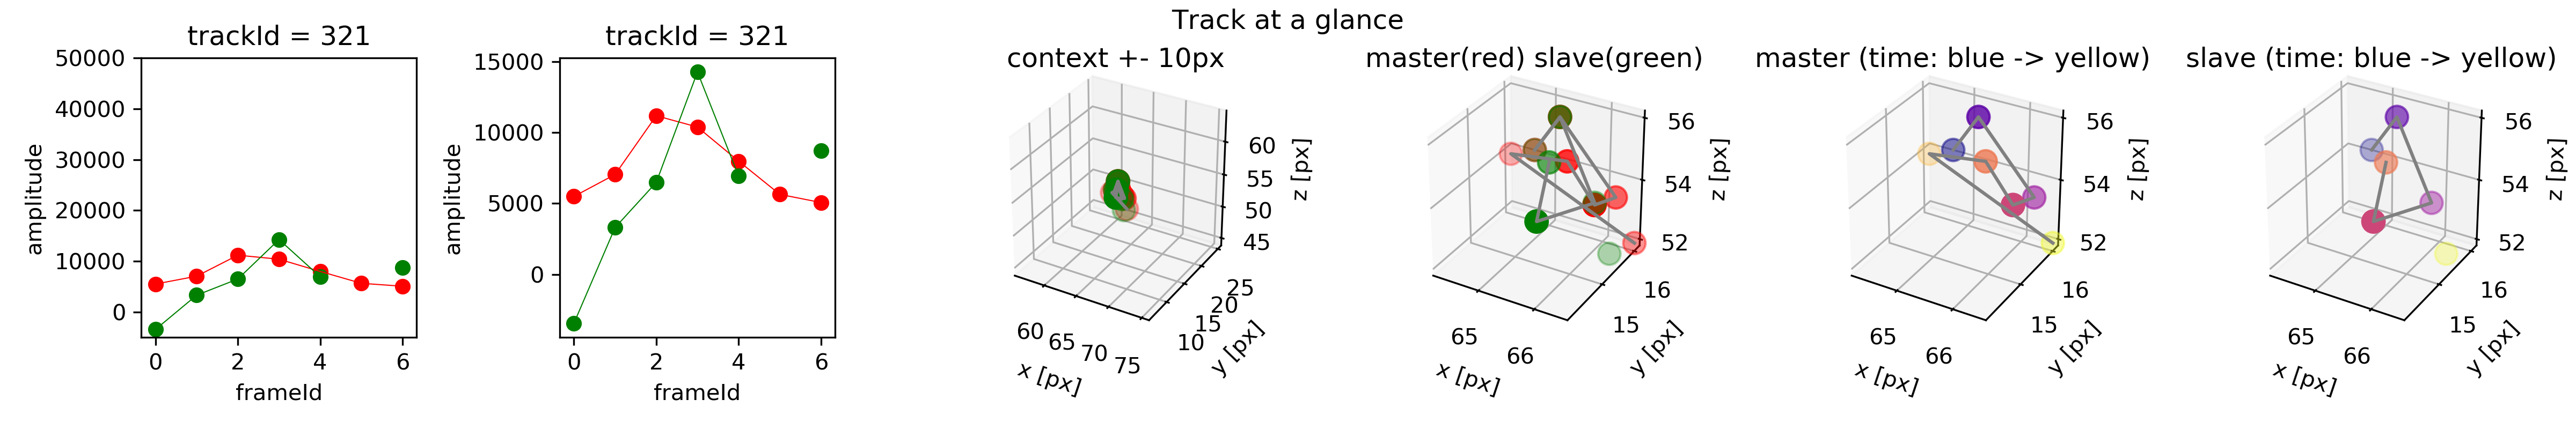 Track at a glance
trackId = 321
50000
40000
30000
20000
10000
0
amplitude
0 2 4 6
frameId
trackId = 321
15000
10000
5000
0
amplitude
0 2 4 6
frameId
context +- 10px
60
55
50
45
z [px]
60 65 70 75
x [px]
10 15 20 25
y [px]
master(red) slave(green)
56
54
52
z [px]
65 66
x [px]
15 16
y [px]
master (time: blue -> yellow)
56
54
52
z [px]
65 66
x [px]
15 16
y [px]
slave (time: blue -> yellow)
56
54
52
z [px]
65 66
x [px]
15 16
y [px]